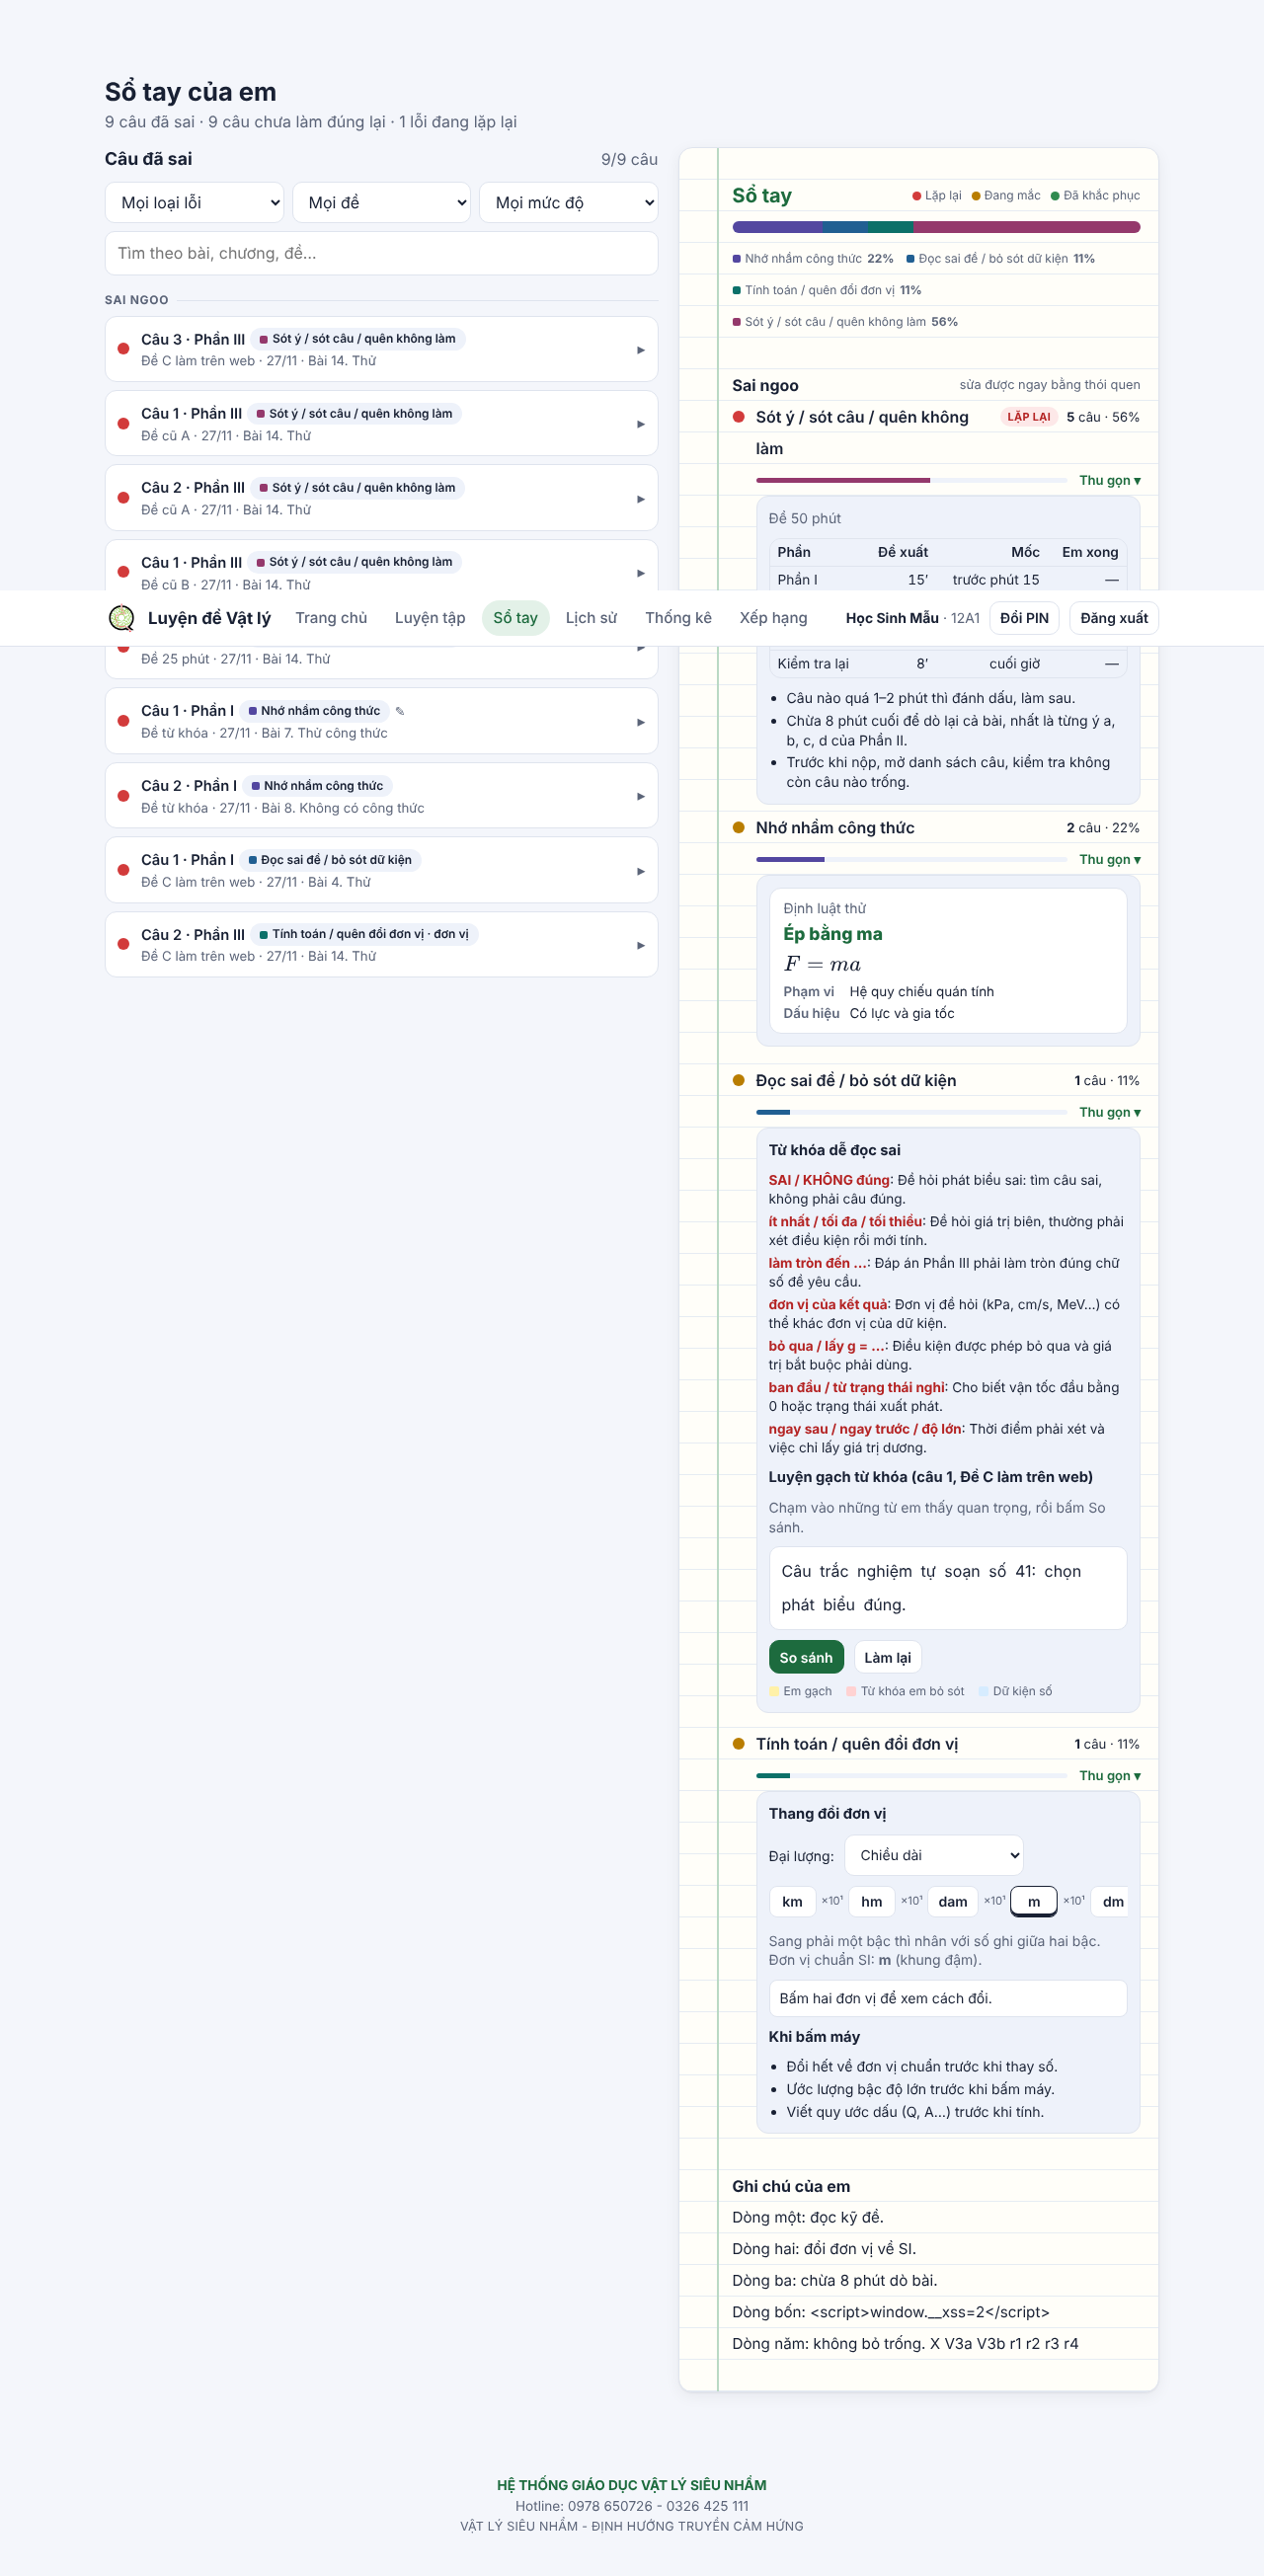 Sổ tay của em
9 câu đã sai · 9 câu chưa làm đúng lại · 1 lỗi đang lặp lại
Câu đã sai
9/9 câu
Mọi loại lỗi
Mọi đề
Mọi mức độ
Tìm theo bài, chương, đề…
SAI NGOO
Câu 3 · Phần III Sót ý / sót câu / quên không làm
Đề C làm trên web · 27/11 · Bài 14. Thử
Câu 1 · Phần III Sót ý / sót câu / quên không làm
Đề cũ A · 27/11 · Bài 14. Thử
Câu 2 · Phần III Sót ý / sót câu / quên không làm
Đề cũ A · 27/11 · Bài 14. Thử
Câu 1 · Phần III Sót ý / sót câu / quên không làm
Đề cũ B · 27/11 · Bài 14. Thử
Luyện đề Vật lý
Trang chủ
Luyện tập
Sổ tay
Lịch sử
Thống kê
Xếp hạng
Học Sinh Mẫu · 12A1
Đổi PIN
Đăng xuất
Đề 25 phút · 27/11 · Bài 14. Thử
Câu 1 · Phần I Nhớ nhầm công thức ✎
Đề từ khóa · 27/11 · Bài 7. Thử công thức
Câu 2 · Phần I Nhớ nhầm công thức
Đề từ khóa · 27/11 · Bài 8. Không có công thức
Câu 1 · Phần I Đọc sai đề / bỏ sót dữ kiện
Đề C làm trên web · 27/11 · Bài 4. Thử
Câu 2 · Phần III Tính toán / quên đổi đơn vị · đơn vị
Đề C làm trên web · 27/11 · Bài 14. Thử
Sổ tay
Lặp lại Đang mắc Đã khắc phục
Nhớ nhầm công thức 22% Đọc sai đề / bỏ sót dữ kiện 11%
Tính toán / quên đổi đơn vị 11%
Sót ý / sót câu / quên không làm 56%
Sai ngoo
sửa được ngay bằng thói quen
Sót ý / sót câu / quên không
làm
LẶP LẠI 5 câu · 56%
Thu gọn ▾
Đề 50 phút
Phần Đề xuất Mốc Em xong
Phần I 15′ trước phút 15 —
Kiểm tra lại 8′ cuối giờ —
• Câu nào quá 1–2 phút thì đánh dấu, làm sau.
• Chừa 8 phút cuối để dò lại cả bài, nhất là từng ý a,
b, c, d của Phần II.
• Trước khi nộp, mở danh sách câu, kiểm tra không
còn câu nào trống.
Nhớ nhầm công thức
2 câu · 22%
Thu gọn ▾
Định luật thử
Ép bằng ma
F = ma
Phạm vi Hệ quy chiếu quán tính
Dấu hiệu Có lực và gia tốc
Đọc sai đề / bỏ sót dữ kiện
1 câu · 11%
Thu gọn ▾
Từ khóa dễ đọc sai
SAI / KHÔNG đúng: Đề hỏi phát biểu sai: tìm câu sai,
không phải câu đúng.
ít nhất / tối đa / tối thiểu: Đề hỏi giá trị biên, thường phải
xét điều kiện rồi mới tính.
làm tròn đến …: Đáp án Phần III phải làm tròn đúng chữ
số đề yêu cầu.
đơn vị của kết quả: Đơn vị đề hỏi (kPa, cm/s, MeV…) có
thể khác đơn vị của dữ kiện.
bỏ qua / lấy g = …: Điều kiện được phép bỏ qua và giá
trị bắt buộc phải dùng.
ban đầu / từ trạng thái nghỉ: Cho biết vận tốc đầu bằng
0 hoặc trạng thái xuất phát.
ngay sau / ngay trước / độ lớn: Thời điểm phải xét và
việc chỉ lấy giá trị dương.
Luyện gạch từ khóa (câu 1, Đề C làm trên web)
Chạm vào những từ em thấy quan trọng, rồi bấm So
sánh.
Câu trắc nghiệm tự soạn số 41: chọn
phát biểu đúng.
So sánh
Làm lại
Em gạch Từ khóa em bỏ sót Dữ kiện số
Tính toán / quên đổi đơn vị
1 câu · 11%
Thu gọn ▾
Thang đổi đơn vị
Đại lượng: Chiều dài
km ×10¹ hm ×10¹ dam ×10¹ m ×10¹ dm
Sang phải một bậc thì nhân với số ghi giữa hai bậc.
Đơn vị chuẩn SI: m (khung đậm).
Bấm hai đơn vị để xem cách đổi.
Khi bấm máy
• Đổi hết về đơn vị chuẩn trước khi thay số.
• Ước lượng bậc độ lớn trước khi bấm máy.
• Viết quy ước dấu (Q, A…) trước khi tính.
Ghi chú của em
Dòng một: đọc kỹ đề.
Dòng hai: đổi đơn vị về SI.
Dòng ba: chừa 8 phút dò bài.
Dòng bốn: <script>window.__xss=2</script>
Dòng năm: không bỏ trống. X V3a V3b r1 r2 r3 r4
HỆ THỐNG GIÁO DỤC VẬT LÝ SIÊU NHẨM
Hotline: 0978 650726 - 0326 425 111
VẬT LÝ SIÊU NHẨM - ĐỊNH HƯỚNG TRUYỀN CẢM HỨNG